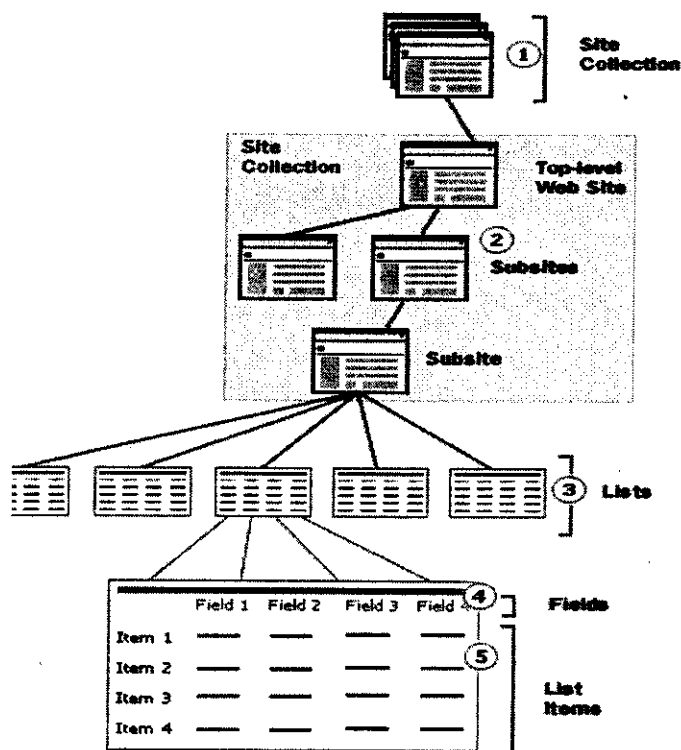 1
Site
Collection
Site
Collection
Top-level
Web Site
2
Subsites
Subsite
3 Lists
4
Field 1 Field 2 Field 3 Field 4 Fields
5
Item 1
Item 2
Item 3
Item 4
List
Items